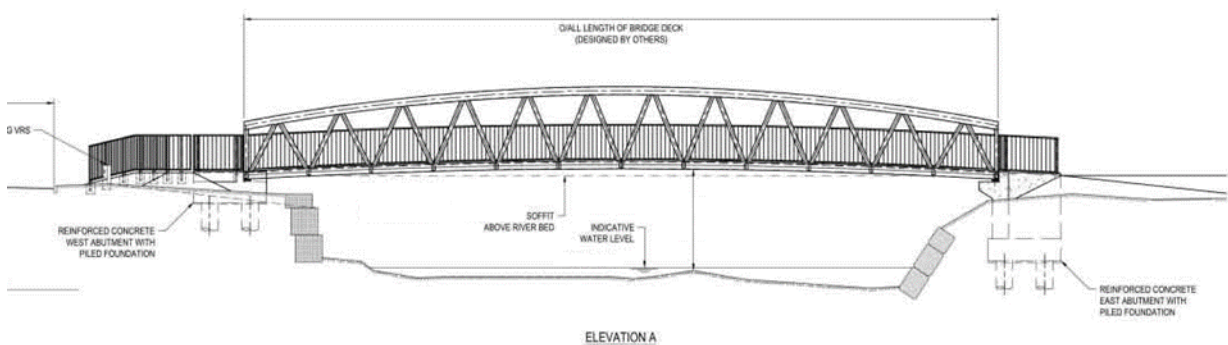 O/ALL LENGTH OF BRIDGE DECK
(DESIGNED BY OTHERS)
G VRS
REINFORCED CONCRETE
WEST ABUTMENT WITH
PILED FOUNDATION
SOFFIT
ABOVE RIVER BED
INDICATIVE
WATER LEVEL
REINFORCED CONCRETE
EAST ABUTMENT WITH
PILED FOUNDATION
ELEVATION A